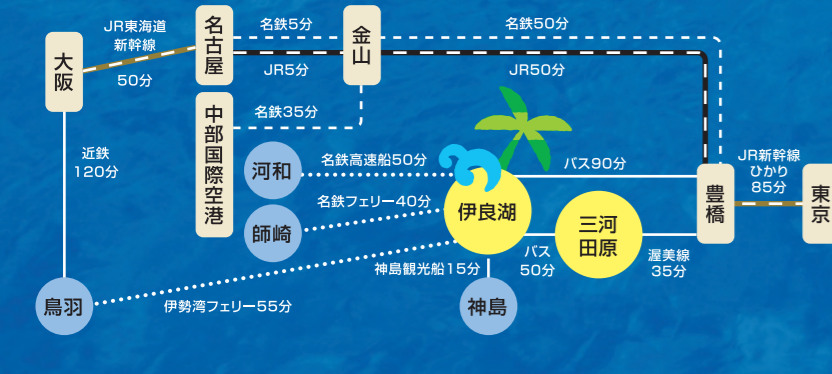 JR東海道
新幹線
50分
大阪
名古屋
名鉄5分
JR5分
金山
名鉄50分
JR50分
中部国際空港
名鉄35分
近鉄
120分
河和
名鉄高速船50分
師崎
名鉄フェリー40分
伊良湖
バス90分
三河
田原
バス
50分
渥美線
35分
豊橋
JR新幹線
ひかり
85分
東京
神島観光船15分
神島
鳥羽
伊勢湾フェリー55分